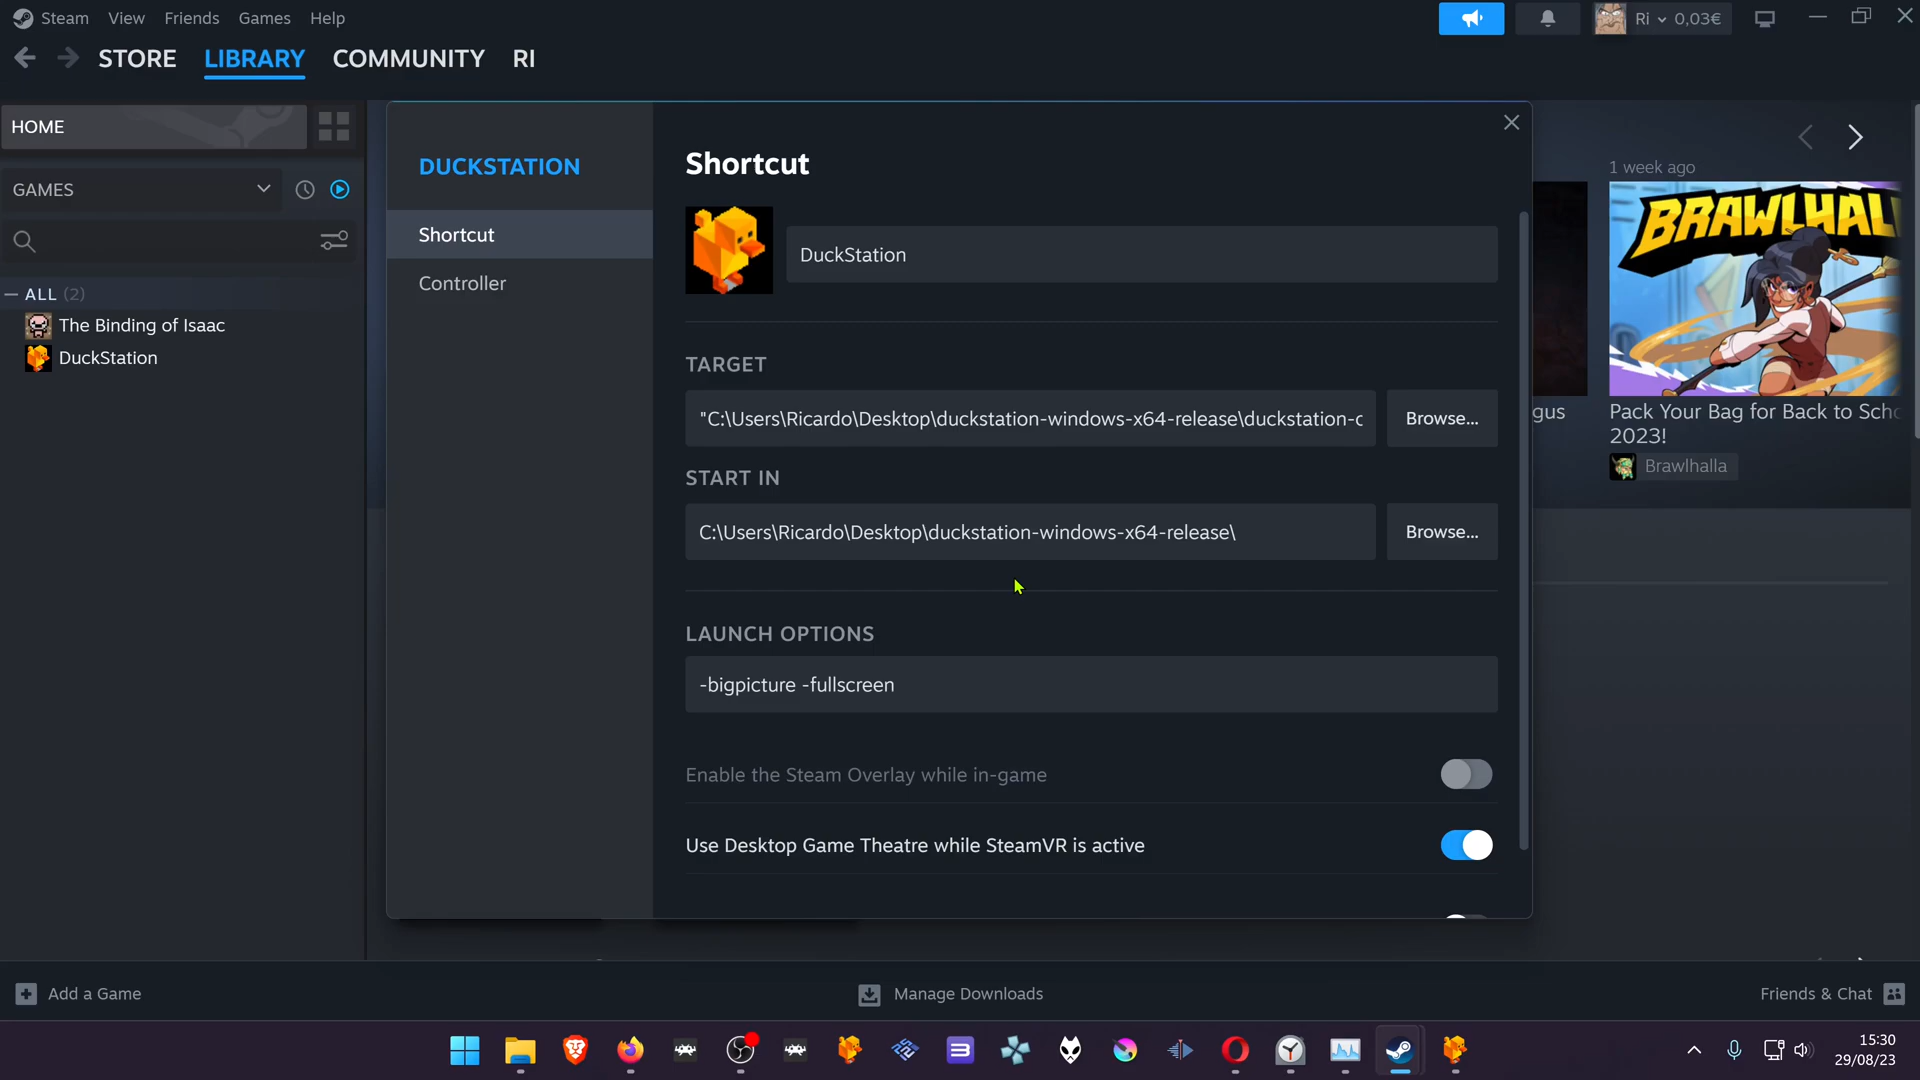 Steam View Friends Games Help
Ri 0,03€
STORE LIBRARY COMMUNITY RI
HOME
GAMES
ALL (2)
The Binding of Isaac
DuckStation
DUCKSTATION
Shortcut
Controller
Shortcut
DuckStation
TARGET
"C:\Users\Ricardo\Desktop\duckstation-windows-x64-release\duckstation-c
Browse...
START IN
C:\Users\Ricardo\Desktop\duckstation-windows-x64-release\
Browse...
LAUNCH OPTIONS
-bigpicture -fullscreen
Enable the Steam Overlay while in-game
Use Desktop Game Theatre while SteamVR is active
1 week ago
BRAWLHAL
gus
Pack Your Bag for Back to Scho
2023!
Brawlhalla
Add a Game
Manage Downloads
Friends & Chat
15:30
29/08/23